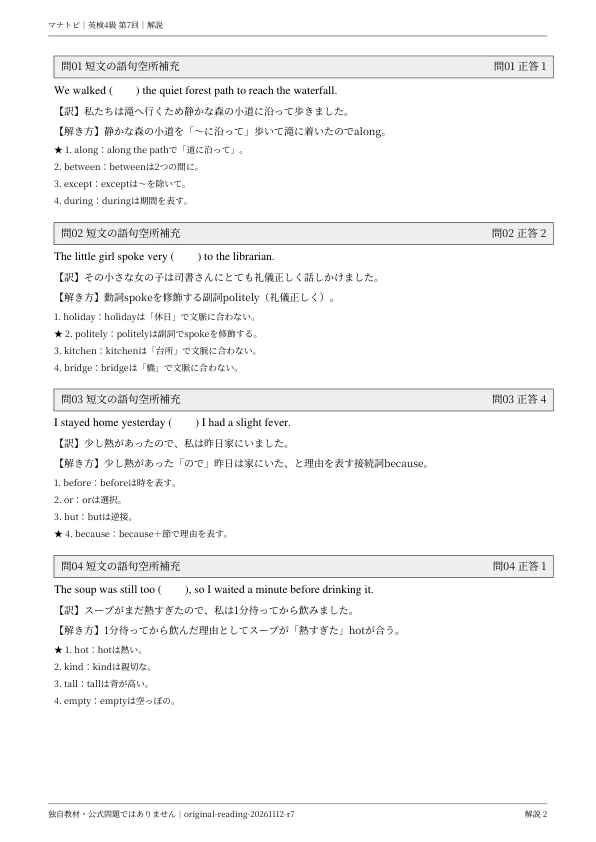 マナトビ｜英検4級 第7回｜解説
問01 短文の語句空所補充 問01 正答 1
We walked (　　) the quiet forest path to reach the waterfall.
【訳】私たちは滝へ行くため静かな森の小道に沿って歩きました。
【解き方】静かな森の小道を「〜に沿って」歩いて滝に着いたのでalong。
★ 1. along：along the pathで「道に沿って」。
2. between：betweenは2つの間に。
3. except：exceptは〜を除いて。
4. during：duringは期間を表す。
問02 短文の語句空所補充 問02 正答 2
The little girl spoke very (　　) to the librarian.
【訳】その小さな女の子は司書さんにとても礼儀正しく話しかけました。
【解き方】動詞spokeを修飾する副詞politely（礼儀正しく）。
1. holiday：holidayは「休日」で文脈に合わない。
★ 2. politely：politelyは副詞でspokeを修飾する。
3. kitchen：kitchenは「台所」で文脈に合わない。
4. bridge：bridgeは「橋」で文脈に合わない。
問03 短文の語句空所補充 問03 正答 4
I stayed home yesterday (　　) I had a slight fever.
【訳】少し熱があったので、私は昨日家にいました。
【解き方】少し熱があった「ので」昨日は家にいた、と理由を表す接続詞because。
1. before：beforeは時を表す。
2. or：orは選択。
3. but：butは逆接。
★ 4. because：because＋節で理由を表す。
問04 短文の語句空所補充 問04 正答 1
The soup was still too (　　), so I waited a minute before drinking it.
【訳】スープがまだ熱すぎたので、私は1分待ってから飲みました。
【解き方】1分待ってから飲んだ理由としてスープが「熱すぎた」hotが合う。
★ 1. hot：hotは熱い。
2. kind：kindは親切な。
3. tall：tallは背が高い。
4. empty：emptyは空っぽの。
独自教材・公式問題ではありません｜original-reading-20261112-r7 解説 2